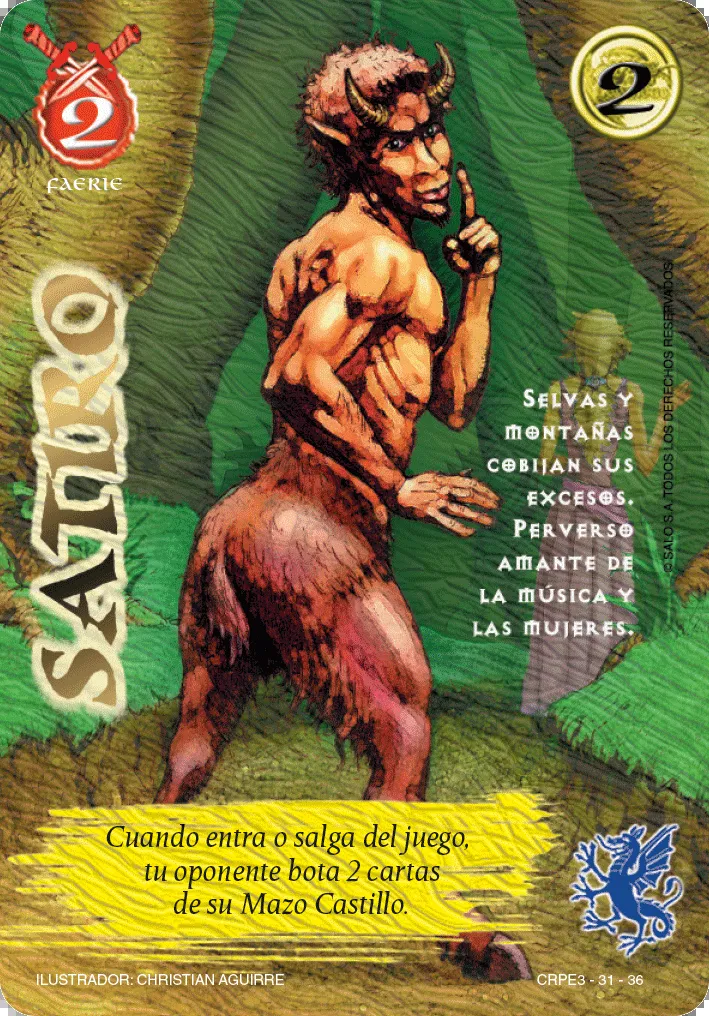 2
2
FAERIE
SATIRO
SELVAS Y
MONTAÑAS
COBIJAN SUS
EXCESOS.
PERVERSO
AMANTE DE
LA MÚSICA Y
LAS MUJERES.
© SALO S.A. TODOS LOS DERECHOS RESERVADOS
Cuando entra o salga del juego,
tu oponente bota 2 cartas
de su Mazo Castillo.
ILUSTRADOR: CHRISTIAN AGUIRRE
CRPE3 - 31 - 36